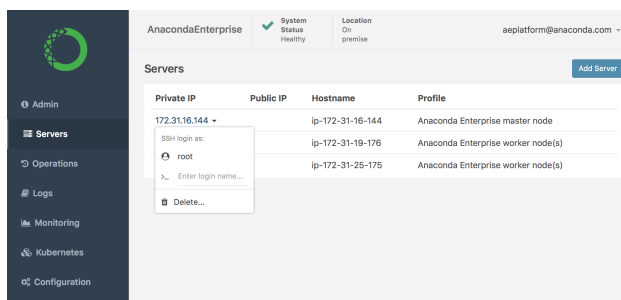 AnacondaEnterprise
System Status
Healthy
Location
On premise
aeplatform@anaconda.com
Servers
Add Server
Admin
Servers
Operations
Logs
Monitoring
Kubernetes
Configuration
Private IP Public IP Hostname Profile
172.31.16.144 ip-172-31-16-144 Anaconda Enterprise master node
ip-172-31-19-176 Anaconda Enterprise worker node(s)
ip-172-31-25-175 Anaconda Enterprise worker node(s)
SSH login as:
root
>_ Enter login name...
Delete...